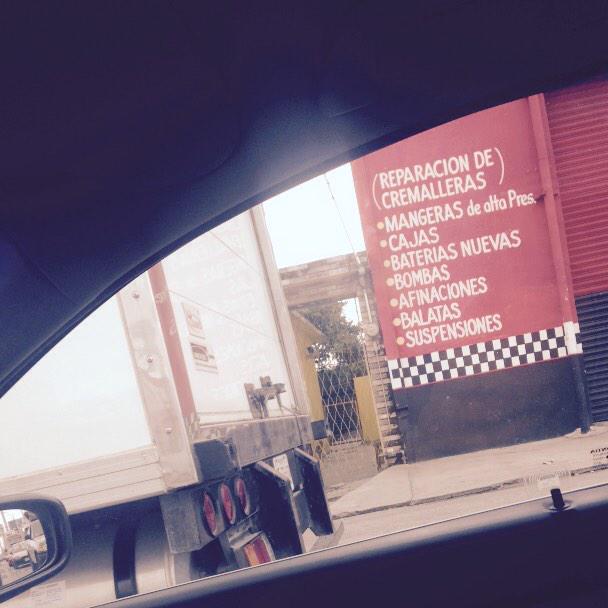 (REPARACION DE
CREMALLERAS)
• MANGERAS de alta Pres.
• CAJAS
• BATERIAS NUEVAS
• BOMBAS
• AFINACIONES
• BALATAS
• SUSPENSIONES